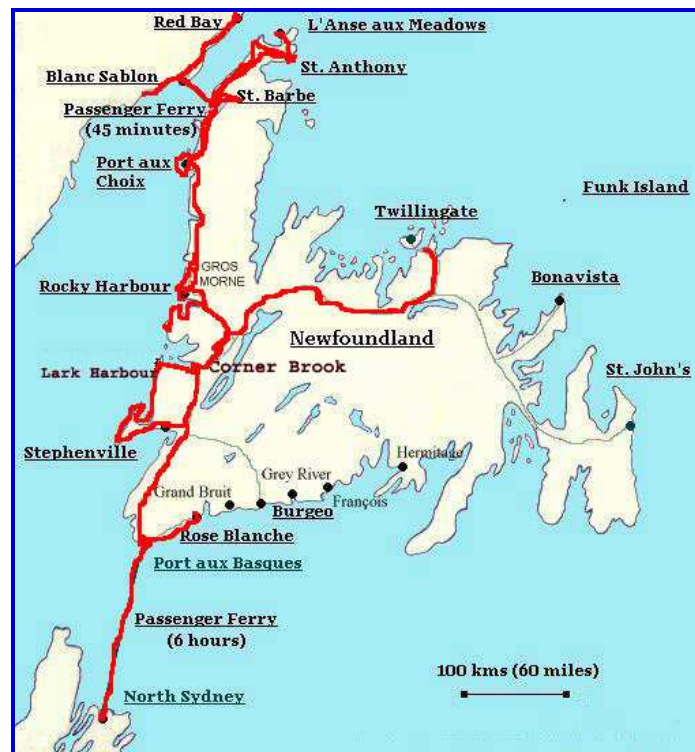 Red Bay
L'Anse aux Meadows
Blanc Sablon
St. Anthony
St. Barbe
Passenger Ferry
(45 minutes)
Port aux
Choix
Funk Island
Twillingate
GROS
MORNE
Rocky Harbour
Bonavista
Newfoundland
Lark Harbour
Corner Brook
St. John's
Stephenville
Hermitage
Grey River
Grand Bruit
François
Burgeo
Rose Blanche
Port aux Basques
Passenger Ferry
(6 hours)
100 kms (60 miles)
North Sydney